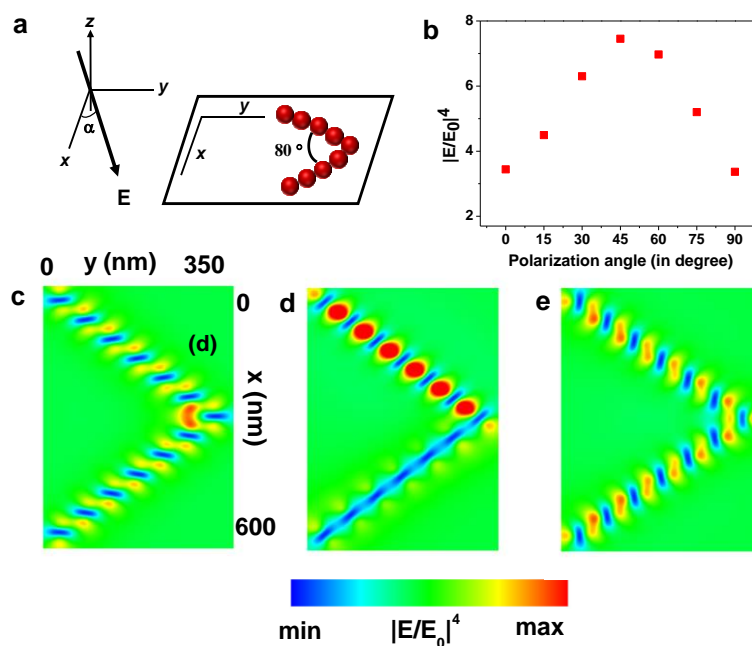 a
z
y
α
x
E
y
x
80 °
b
|E/E0|4
8
6
4
2
0 15 30 45 60 75 90
Polarization angle (in degree)
0 y (nm) 350
c
(d)
0
x (nm)
600
d
e
min |E/E0|4 max